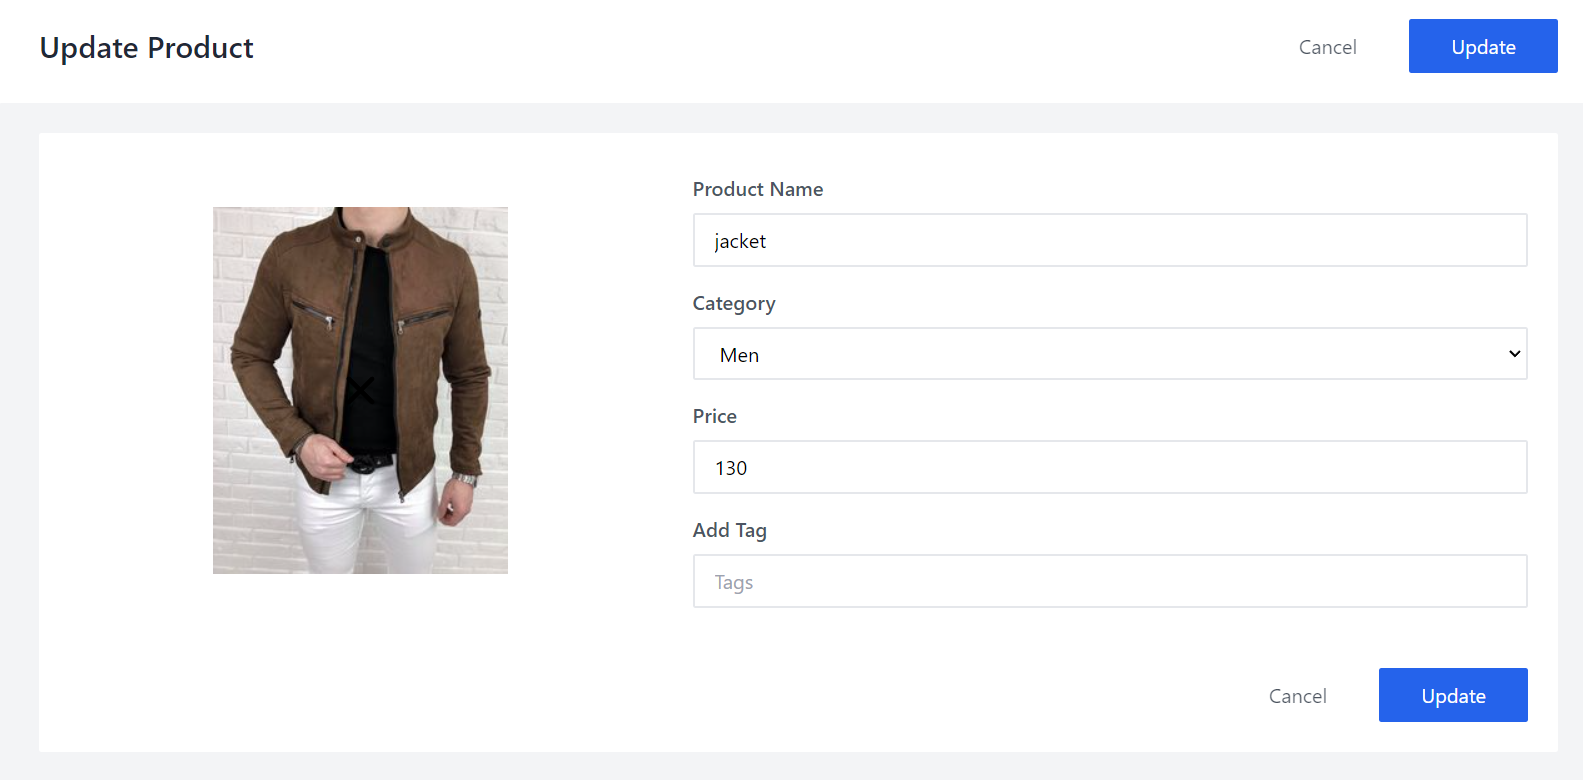 Update Product
Cancel
Update
Product Name
jacket
Category
Men
Price
130
Add Tag
Tags
Cancel
Update